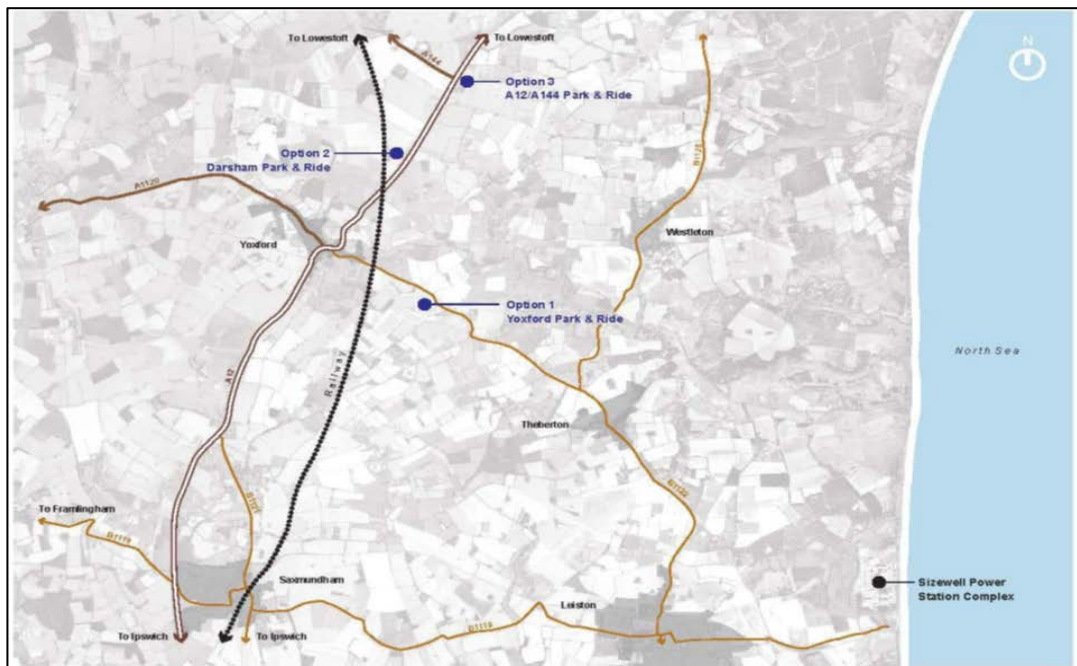 To Lowestoft
To Lowestoft
N
A144
Option 3
A12/A144 Park & Ride
Option 2
Darsham Park & Ride
B1125
A1120
Yoxford
Westleton
Option 1
Yoxford Park & Ride
North Sea
Railway
A12
Theberton
B1122
To Framlingham
B1119
B1121
Saxmundham
Sizewell Power
Station Complex
Leiston
To Ipswich
To Ipswich
B1119